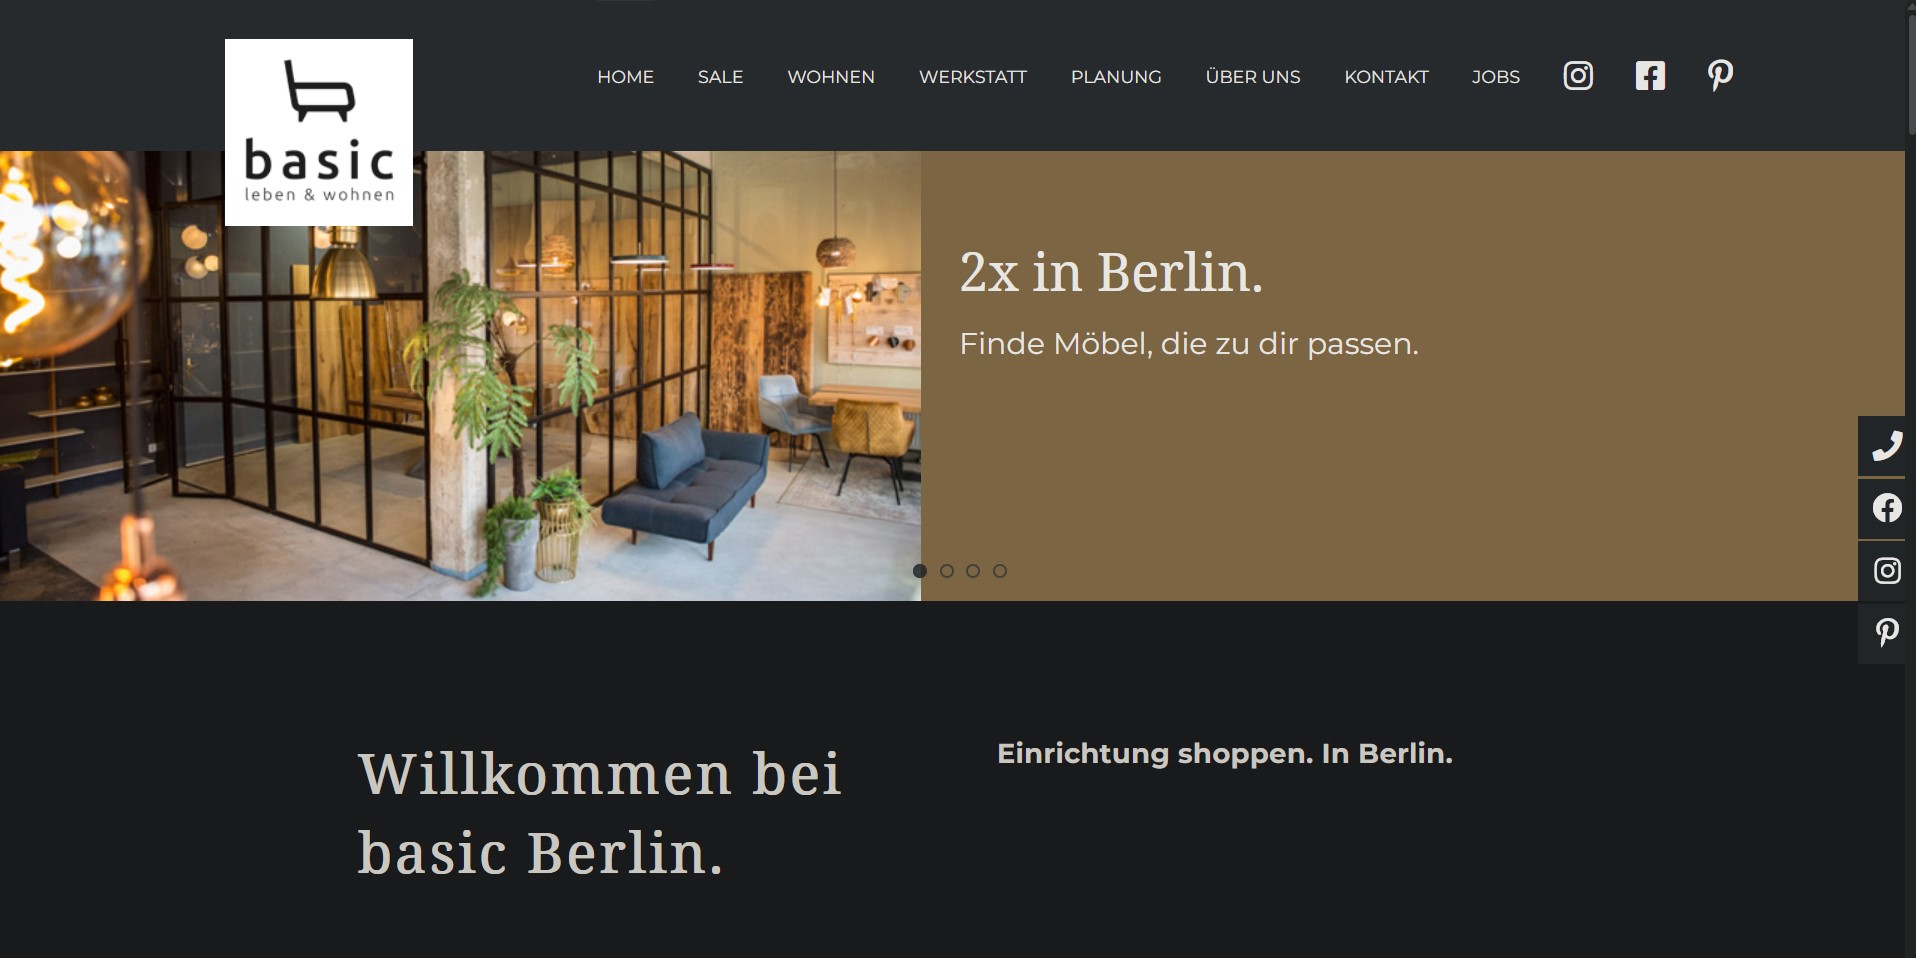 basic
leben & wohnen
HOME
SALE
WOHNEN
WERKSTATT
PLANUNG
ÜBER UNS
KONTAKT
JOBS
2x in Berlin.
Finde Möbel, die zu dir passen.
Willkommen bei
basic Berlin.
Einrichtung shoppen. In Berlin.